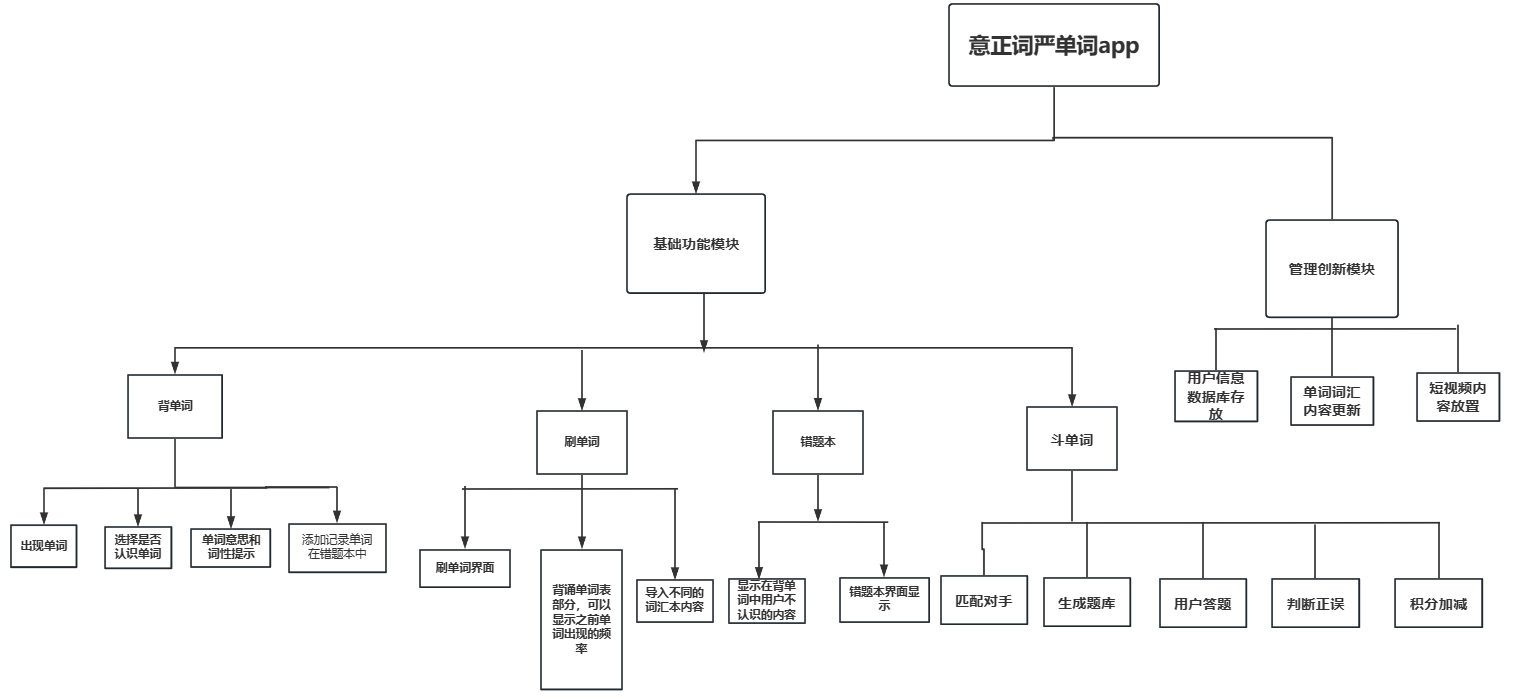 意正词严单词app
基础功能模块
管理创新模块
背单词
刷单词
错题本
斗单词
用户信息
数据库存
放
单词词汇
内容更新
短视频内
容放置
出现单词
选择是否
认识单词
单词意思和
词性提示
添加记录单词
在错题本中
刷单词界面
背诵单词表
部分，可以
显示之前单
词出现的频
率
导入不同的
词汇本内容
显示在背单
词中用户不
认识的内容
错题本界面显
示
匹配对手
生成题库
用户答题
判断正误
积分加减